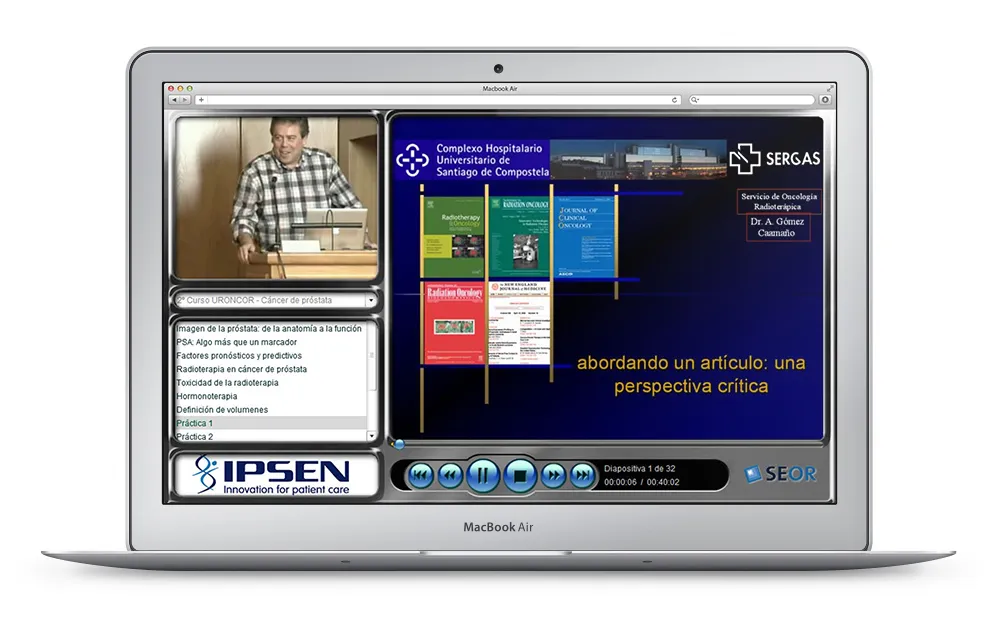 Macbook Air
2º Curso URONCOR - Cáncer de próstata
Imagen de la próstata: de la anatomía a la función
PSA: Algo más que un marcador
Factores pronósticos y predictivos
Radioterapia en cáncer de próstata
Toxicidad de la radioterapia
Hormonoterapia
Definición de volumenes
Práctica 1
Práctica 2
IPSEN
Innovation for patient care
Complexo Hospitalario
Universitario de
Santiago de Compostela
SERGAS
Servicio de Oncología
Radioterápica
Dr. A. Gómez
Caamaño
Radiotherapy
&Oncology
RADIATION ONCOLOGY
JOURNAL OF
CLINICAL
ONCOLOGY
Radiation Oncology
NEW ENGLAND
JOURNAL of MEDICINE
abordando un artículo: una
perspectiva crítica
Diapositiva 1 de 32
00:00:06 / 00:40:02
SEOR
MacBook Air